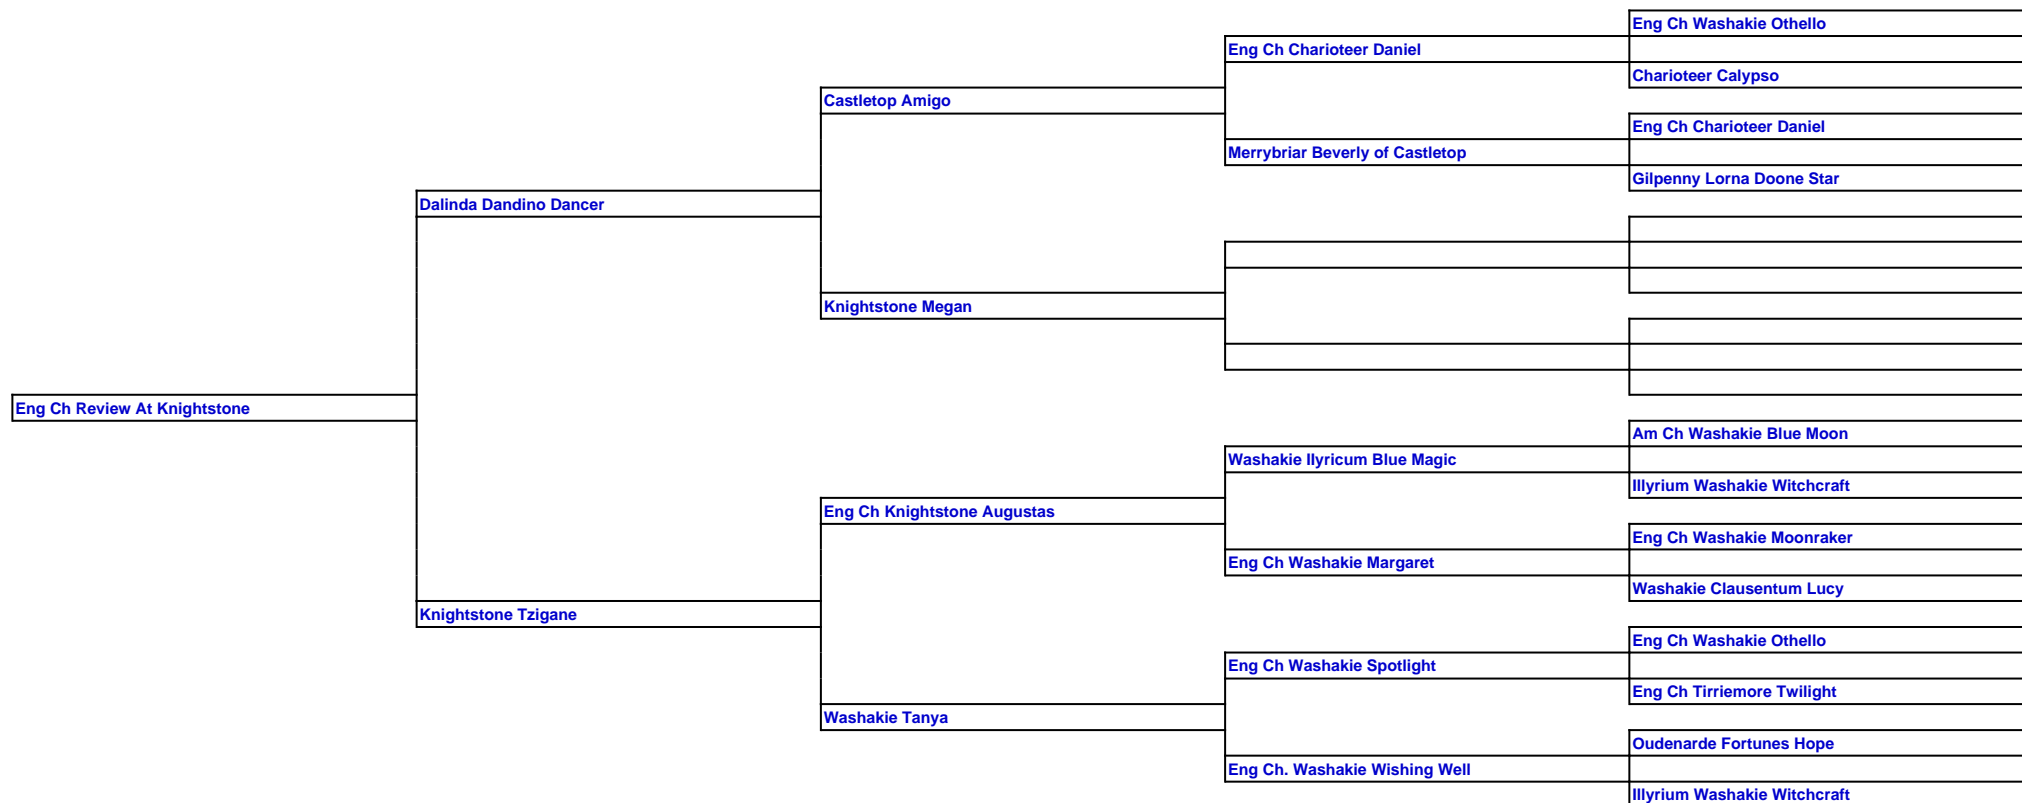 Eng Ch Washakie Othello
Eng Ch Charioteer Daniel
Charioteer Calypso
Castletop Amigo
Eng Ch Charioteer Daniel
Merrybriar Beverly of Castletop
Gilpenny Lorna Doone Star
Dalinda Dandino Dancer
Knightstone Megan
Eng Ch Review At Knightstone
Am Ch Washakie Blue Moon
Washakie Ilyricum Blue Magic
Illyrium Washakie Witchcraft
Eng Ch Knightstone Augustas
Eng Ch Washakie Moonraker
Eng Ch Washakie Margaret
Washakie Clausentum Lucy
Knightstone Tzigane
Eng Ch Washakie Othello
Eng Ch Washakie Spotlight
Eng Ch Tirriemore Twilight
Washakie Tanya
Oudenarde Fortunes Hope
Eng Ch. Washakie Wishing Well
Illyrium Washakie Witchcraft